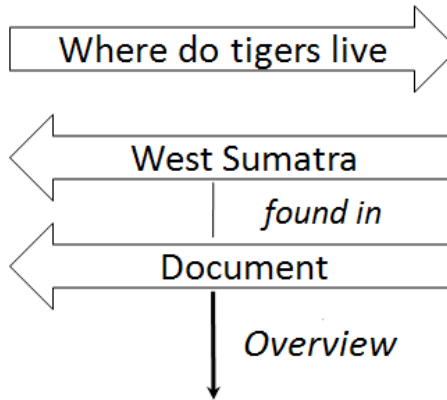 Where do tigers live
West Sumatra
found in
Document
Overview